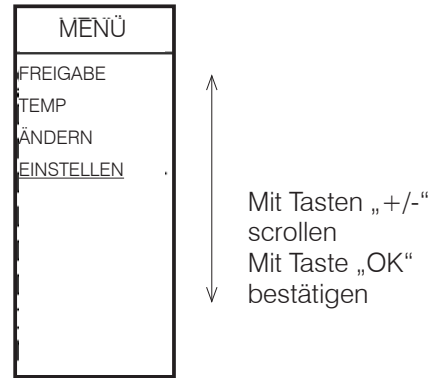 MENÜ
FREIGABE
TEMP
ÄNDERN
EINSTELLEN
Mit Tasten „+/-“
scrollen
Mit Taste „OK“
bestätigen